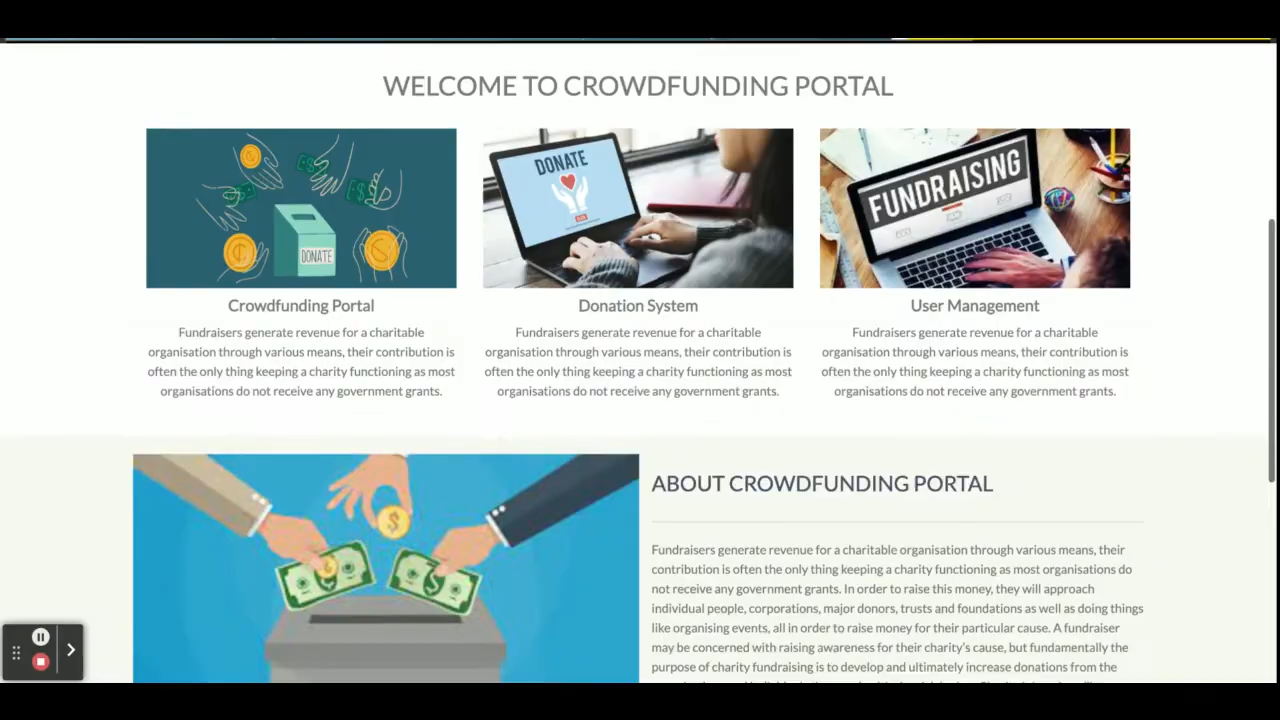 WELCOME TO CROWDFUNDING PORTAL
DONATE
DONATE
FUNDRAISING
Crowdfunding Portal
Fundraisers generate revenue for a charitable
organisation through various means, their contribution is
often the only thing keeping a charity functioning as most
organisations do not receive any government grants.
Donation System
Fundraisers generate revenue for a charitable
organisation through various means, their contribution is
often the only thing keeping a charity functioning as most
organisations do not receive any government grants.
User Management
Fundraisers generate revenue for a charitable
organisation through various means, their contribution is
often the only thing keeping a charity functioning as most
organisations do not receive any government grants.
ABOUT CROWDFUNDING PORTAL
Fundraisers generate revenue for a charitable organisation through various means, their
contribution is often the only thing keeping a charity functioning as most organisations do
not receive any government grants. In order to raise this money, they will approach
individual people, corporations, major donors, trusts and foundations as well as doing things
like organising events, all in order to raise money for their particular cause. A fundraiser
may be concerned with raising awareness for their charity's cause, but fundamentally the
purpose of charity fundraising is to develop and ultimately increase donations from the